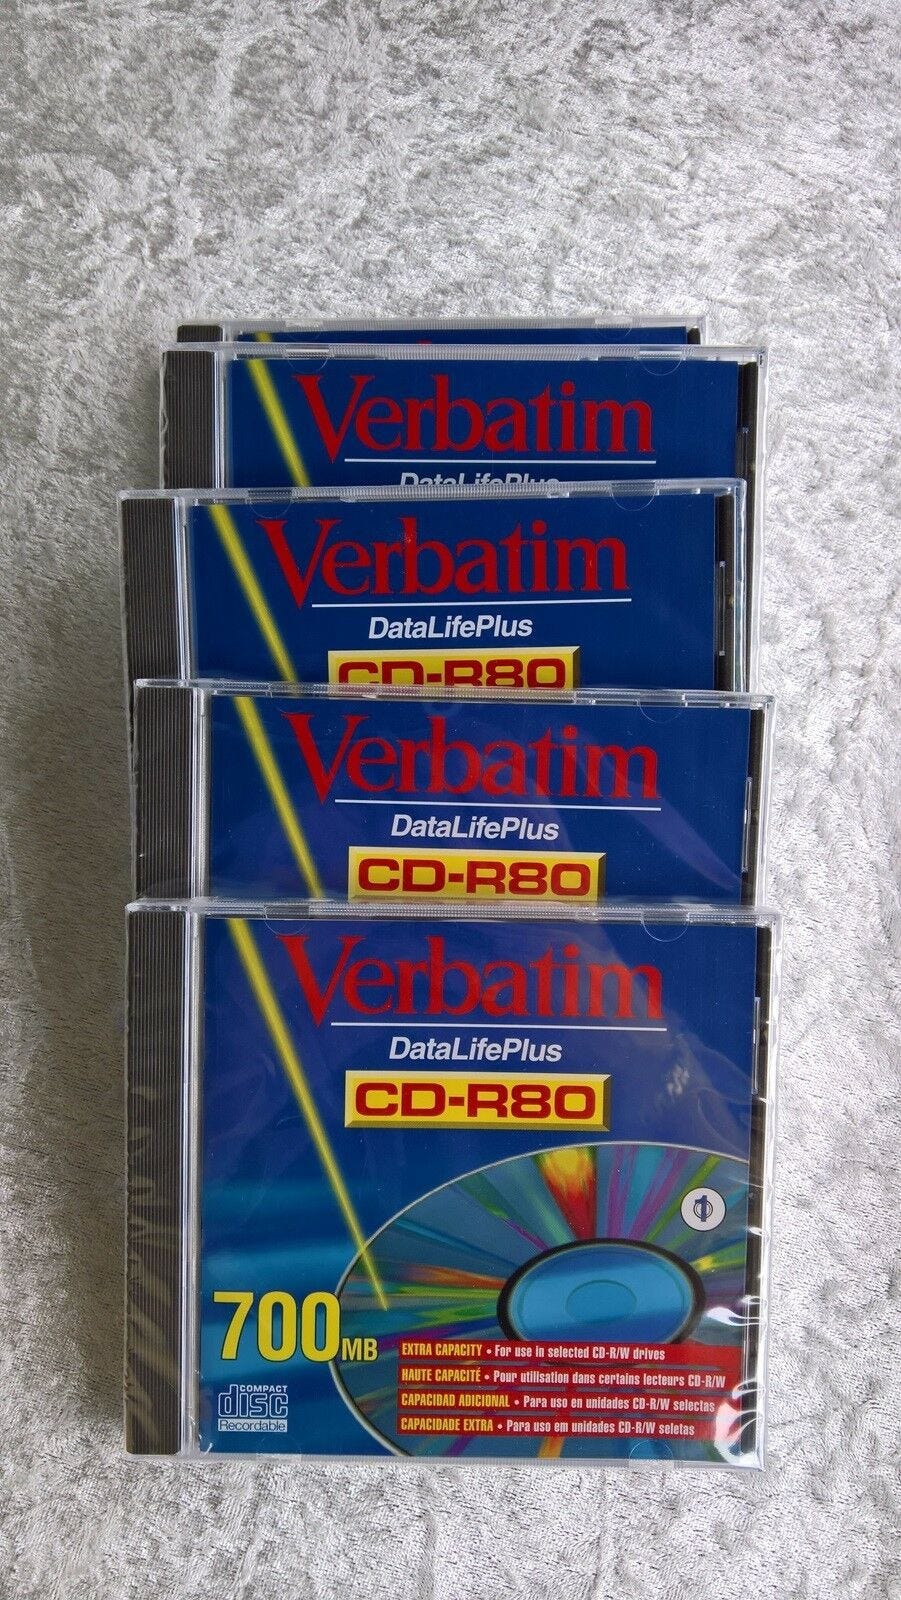 Verbatim
DataLifePlus
Verbatim
DataLifePlus
CD-R80
Verbatim
DataLifePlus
CD-R80
Verbatim
DataLifePlus
CD-R80
1
700MB
EXTRA CAPACITY • For use in selected CD-R/W drives
HAUTE CAPACITÉ • Pour utilisation dans certains lecteurs CD-R/W
CAPACIDAD ADICIONAL • Para uso en unidades CD-R/W selectas
CAPACIDADE EXTRA • Para uso em unidades CD-R/W seletas
COMPACT
disc
Recordable